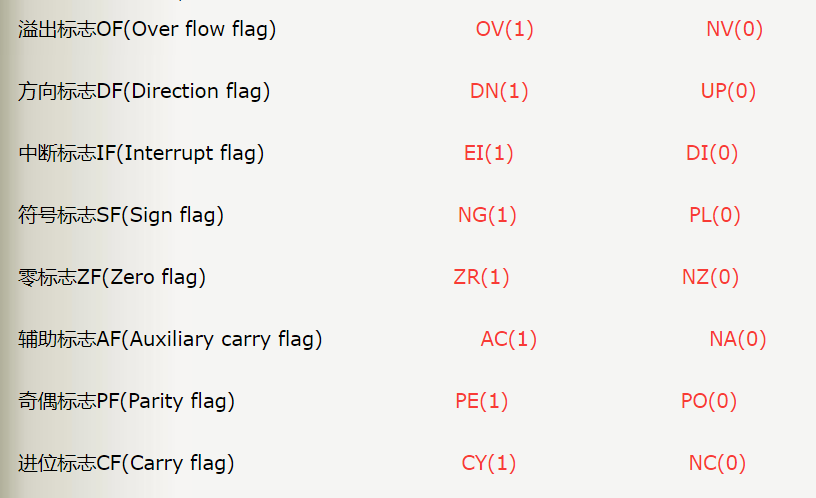 溢出标志OF(Over flow flag) OV(1) NV(0)
方向标志DF(Direction flag) DN(1) UP(0)
中断标志IF(Interrupt flag) EI(1) DI(0)
符号标志SF(Sign flag) NG(1) PL(0)
零标志ZF(Zero flag) ZR(1) NZ(0)
辅助标志AF(Auxiliary carry flag) AC(1) NA(0)
奇偶标志PF(Parity flag) PE(1) PO(0)
进位标志CF(Carry flag) CY(1) NC(0)